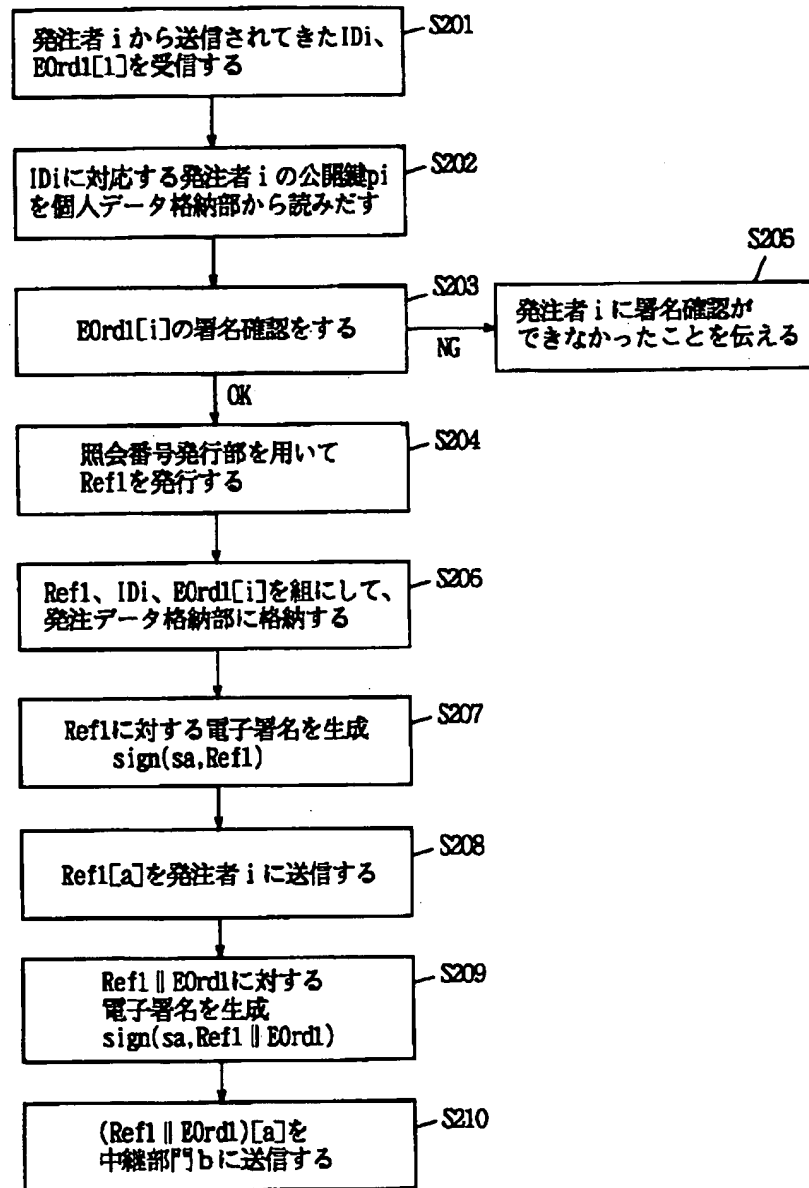 発注者iから送信されてきたIDi、
EOrd1[i]を受信する
S201
IDiに対応する発注者iの公開鍵pi
を個人データ格納部から読みだす
S202
EOrd1[i]の署名確認をする
S203
NG
発注者iに署名確認が
できなかったことを伝える
S205
OK
照会番号発行部を用いて
Ref1を発行する
S204
Ref1、IDi、EOrd1[i]を組にして、
発注データ格納部に格納する
S206
Ref1に対する電子署名を生成
sign(sa,Ref1)
S207
Ref1[a]を発注者iに送信する
S208
Ref1∥EOrd1に対する
電子署名を生成
sign(sa,Ref1∥EOrd1)
S209
(Ref1∥EOrd1)[a]を
中継部門bに送信する
S210